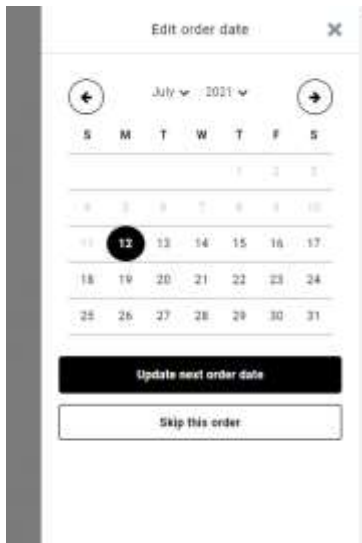 Edit order date
July 2021
S M T W T F S
1 2 3
4 5 6 7 8 9 10
11 12 13 14 15 16 17
18 19 20 21 22 23 24
25 26 27 28 29 30 31
Update next order date
Skip this order